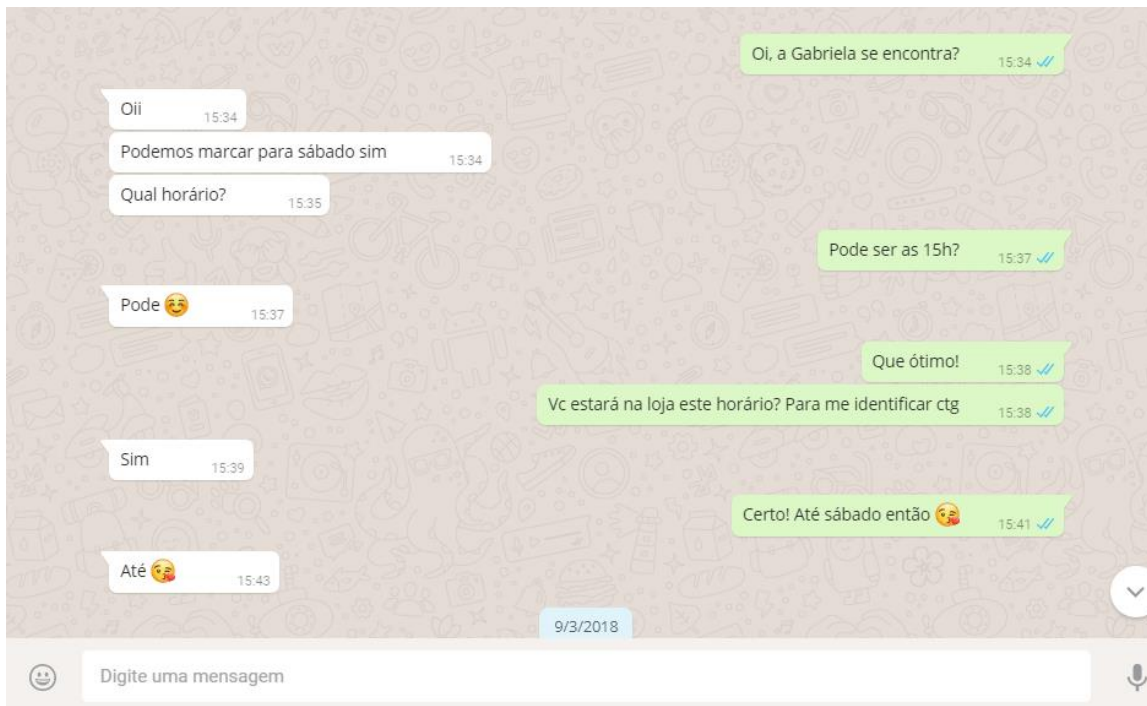 Oi, a Gabriela se encontra? 15:34
Oii 15:34
Podemos marcar para sábado sim 15:34
Qual horário? 15:35
Pode ser as 15h? 15:37
Pode ☺️ 15:37
Que ótimo! 15:38
Vc estará na loja este horário? Para me identificar ctg 15:38
Sim 15:39
Certo! Até sábado então 😘 15:41
Até 😘 15:43
9/3/2018
Digite uma mensagem